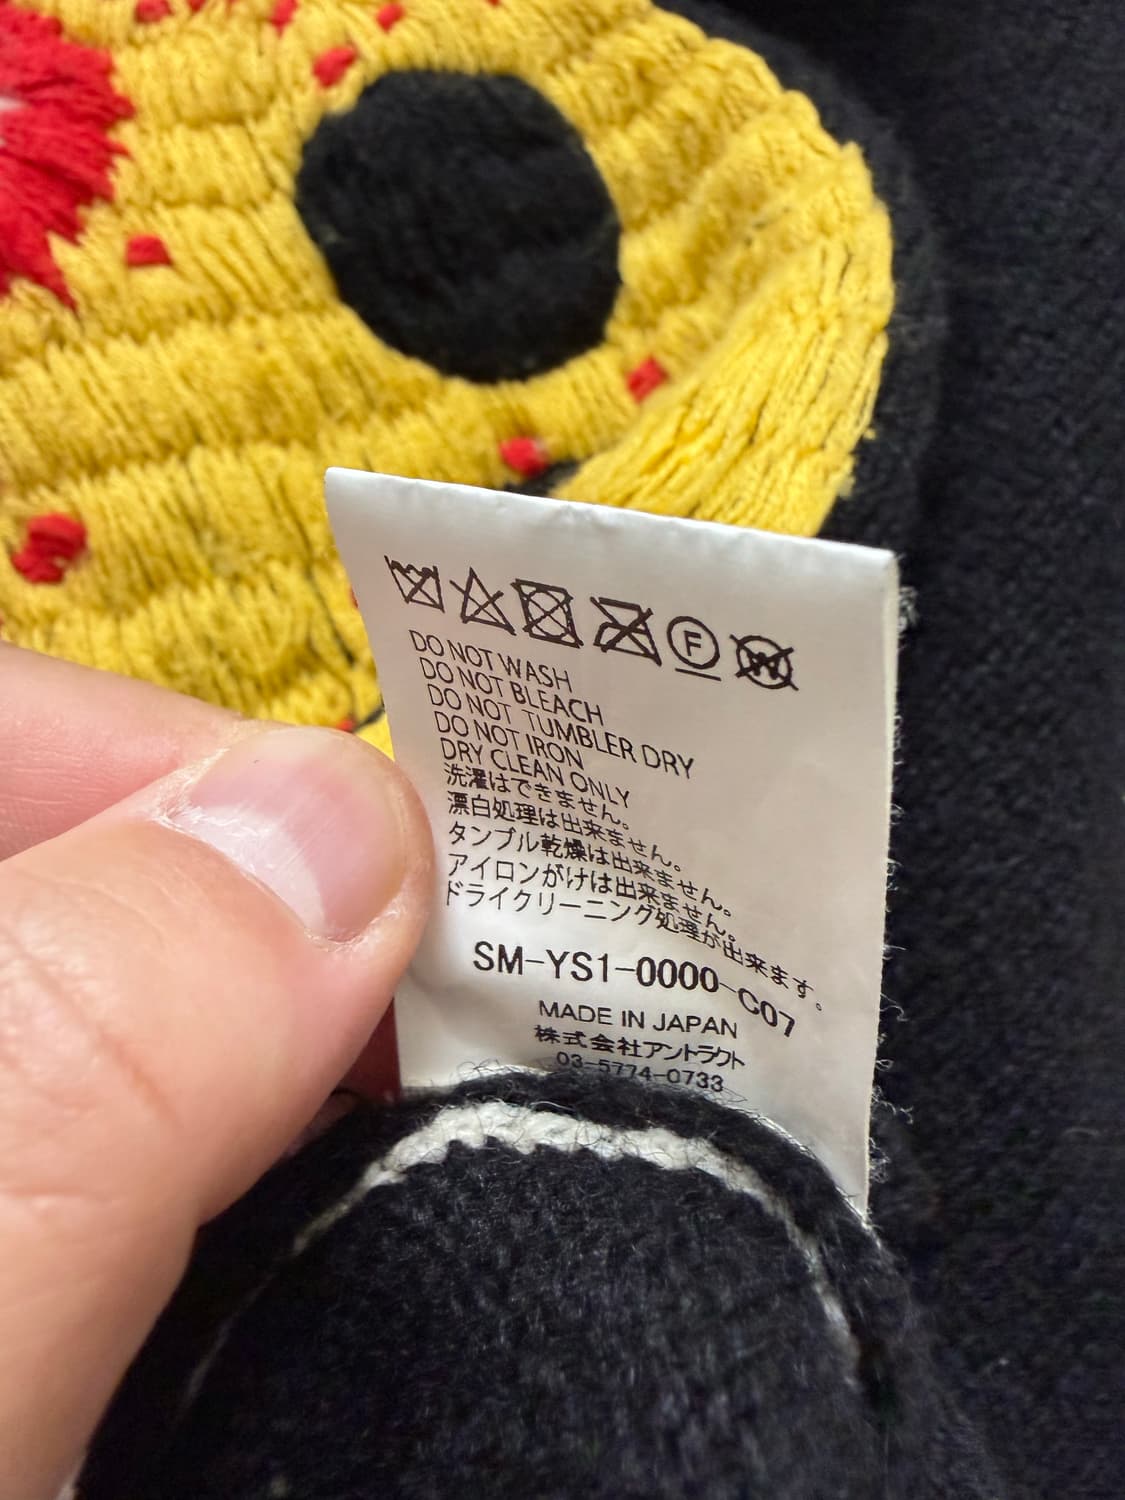 F
W
DO NOT WASH
DO NOT BLEACH
DO NOT TUMBLER DRY
DO NOT IRON
DRY CLEAN ONLY
洗濯はできません。
漂白処理は出来ません。
タンブル乾燥は出来ません。
アイロンがけは出来ません。
ドライクリーニング処理が出来ます。
SM-YS1-0000-C07
MADE IN JAPAN
株式会社アントラクト
03-5774-0733